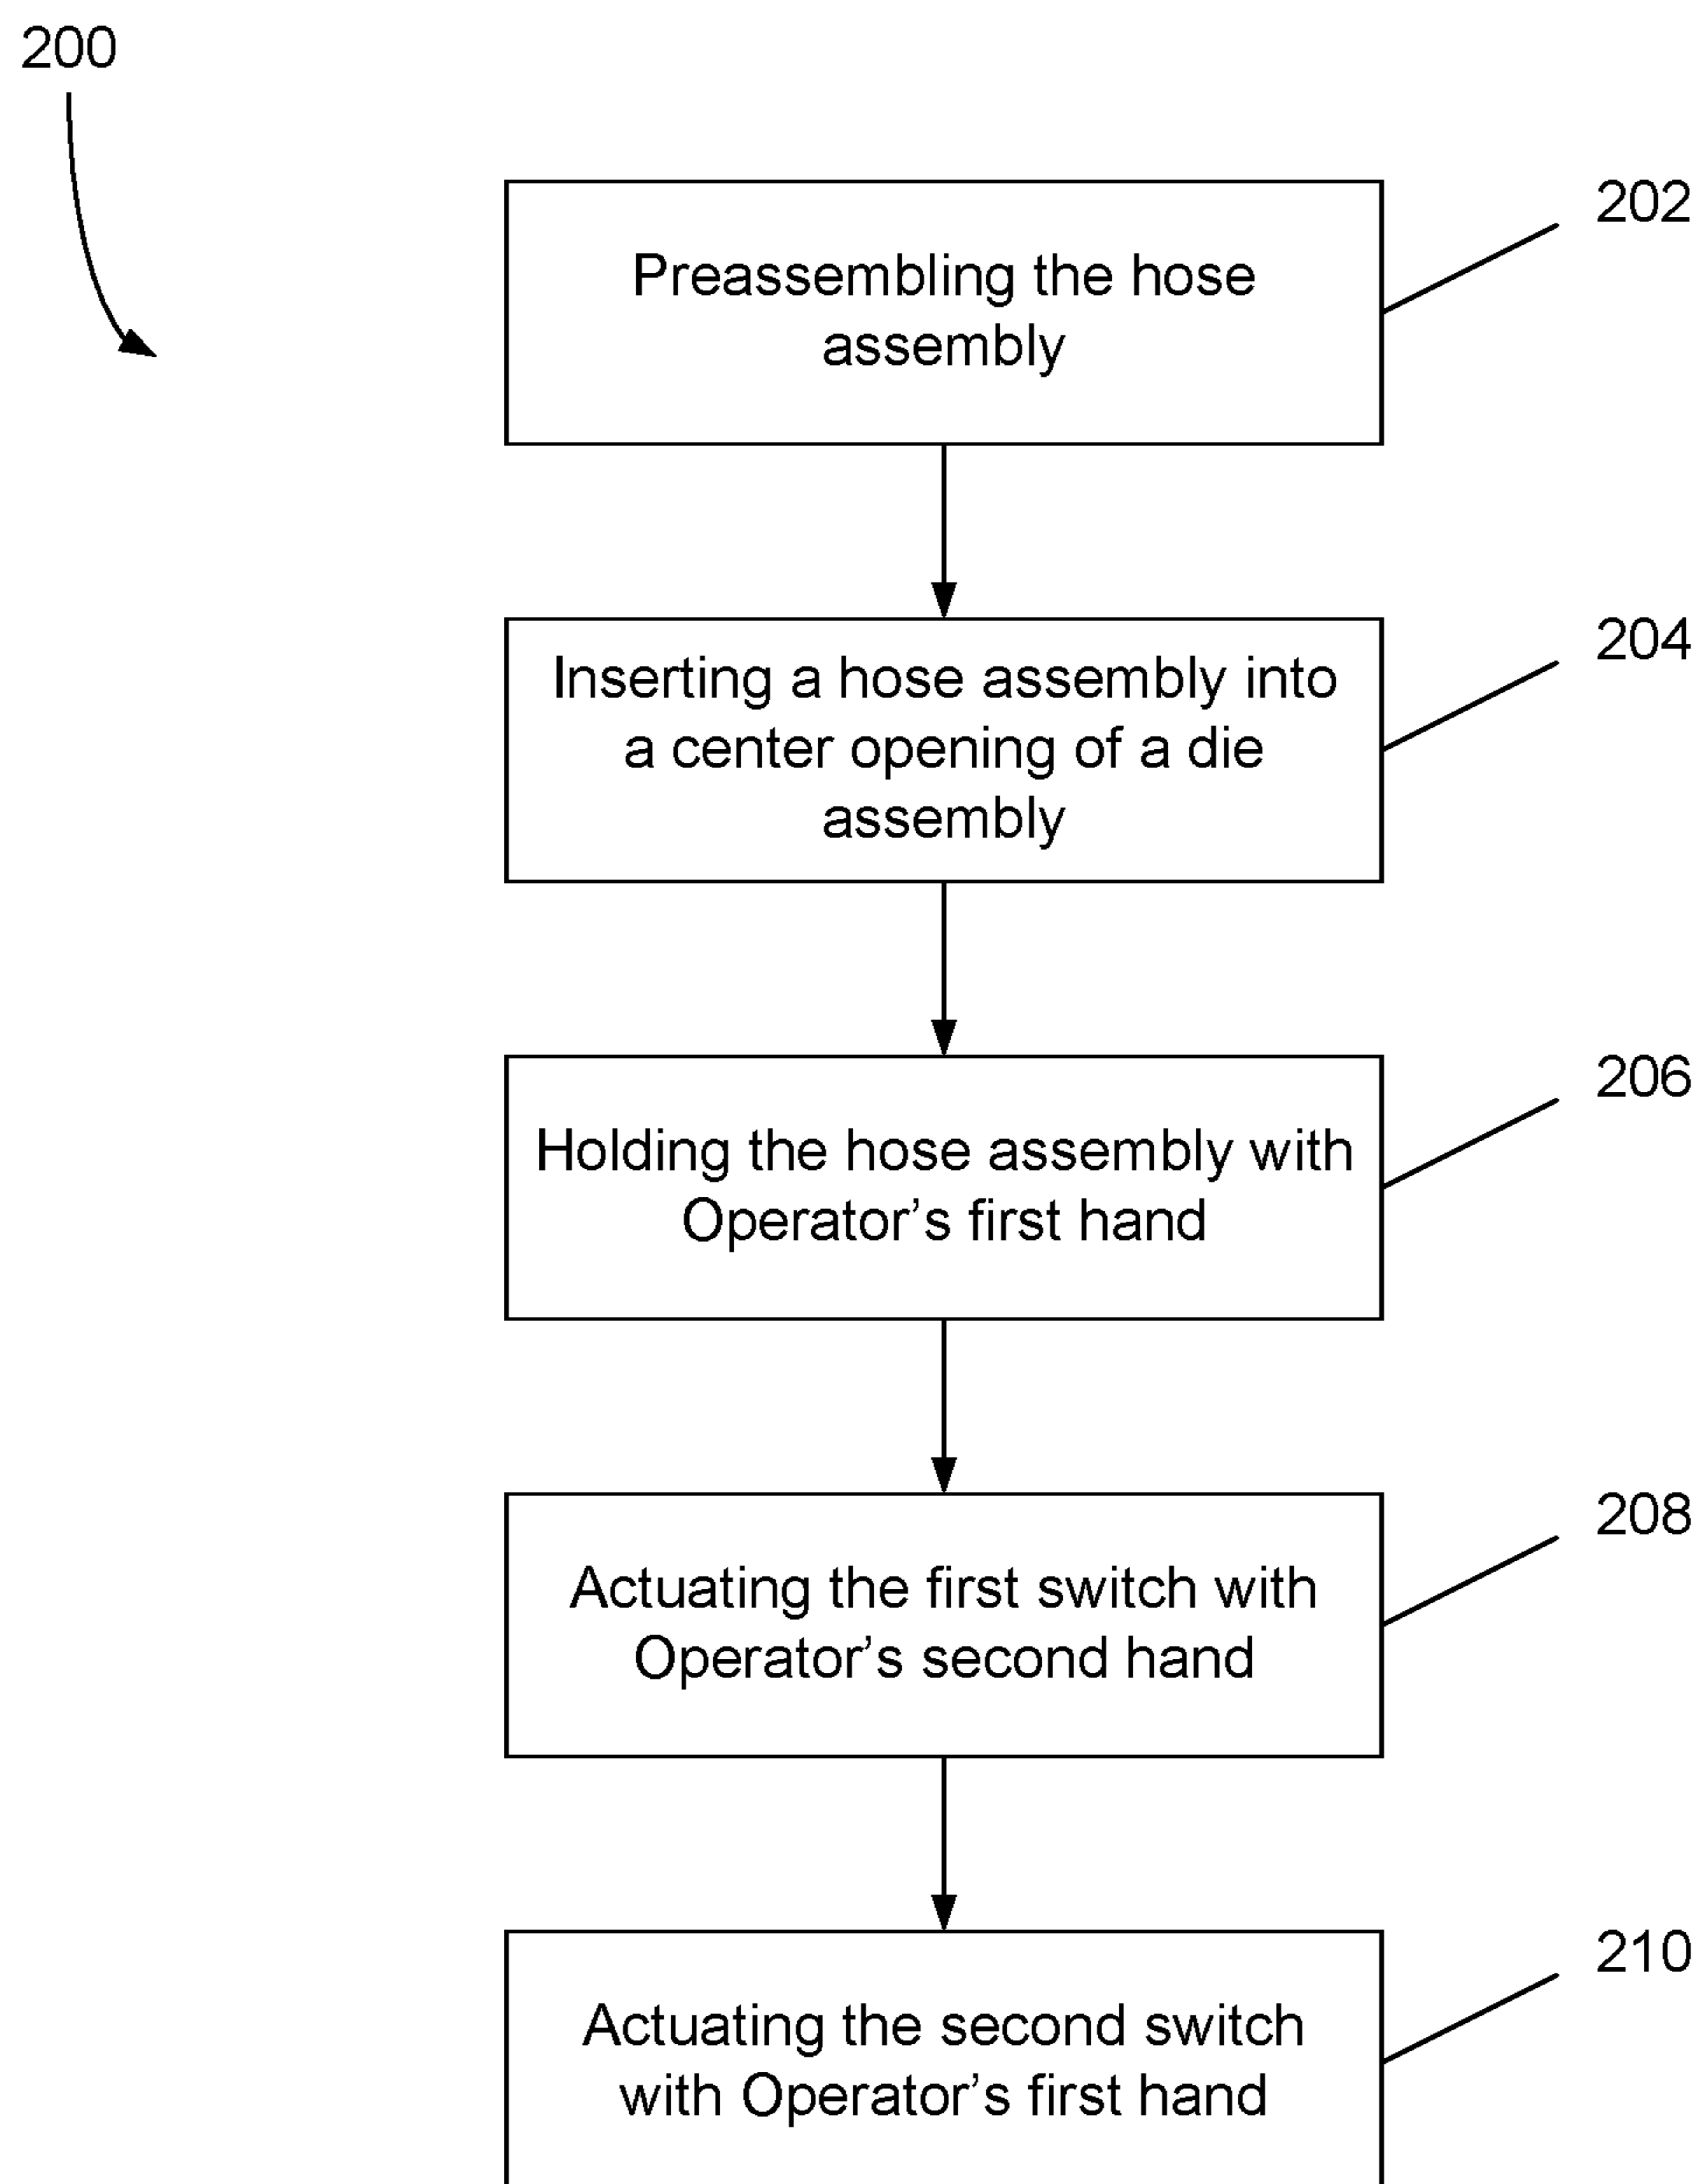 200
202
Preassembling the hose
assembly
204
Inserting a hose assembly into
a center opening of a die
assembly
206
Holding the hose assembly with
Operator’s first hand
208
Actuating the first switch with
Operator’s second hand
210
Actuating the second switch
with Operator’s first hand